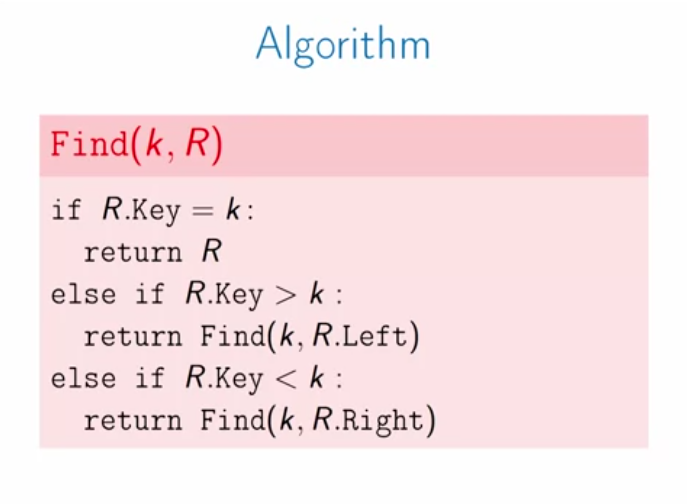 Algorithm
Find(k, R)
if R.Key = k:
return R
else if R.Key > k :
return Find(k, R.Left)
else if R.Key < k :
return Find(k, R.Right)